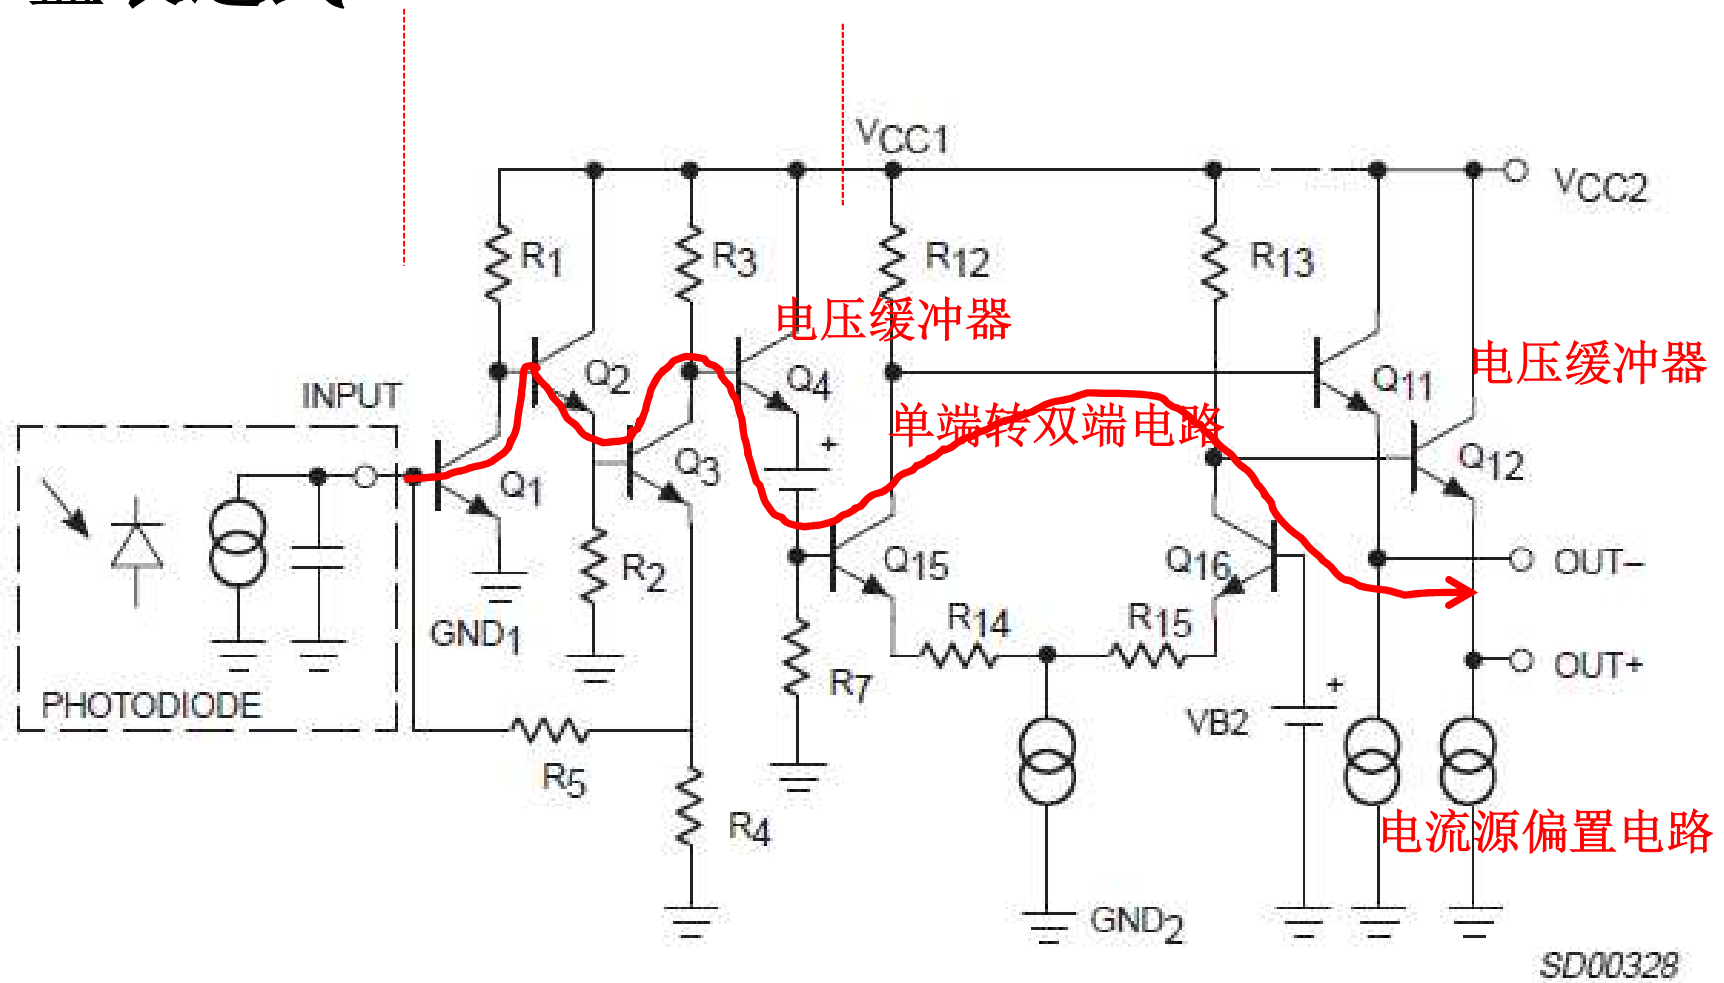 VCC1
VCC2
R1
R3
R12
R13
电压缓冲器
Q2
Q4
Q11
电压缓冲器
INPUT
+
单端转双端电路
Q1
Q3
Q12
R2
Q15
Q16
OUT–
GND1
R14
R15
OUT+
PHOTODIODE
R7
+
VB2
R5
R4
电流源偏置电路
GND2
SD00328